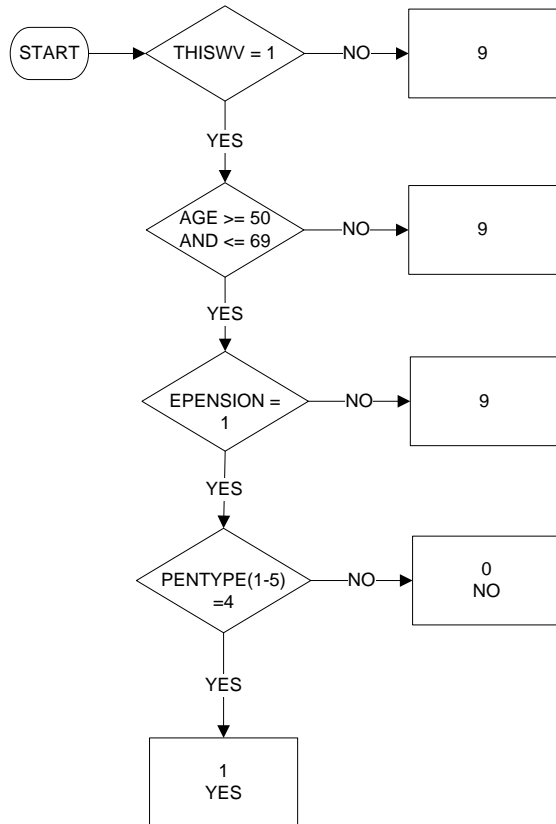 START
THISWV = 1
NO
9
YES
AGE >= 50
AND <= 69
NO
9
YES
EPENSION =
1
NO
9
YES
PENTYPE(1-5)
=4
NO
0
NO
YES
1
YES